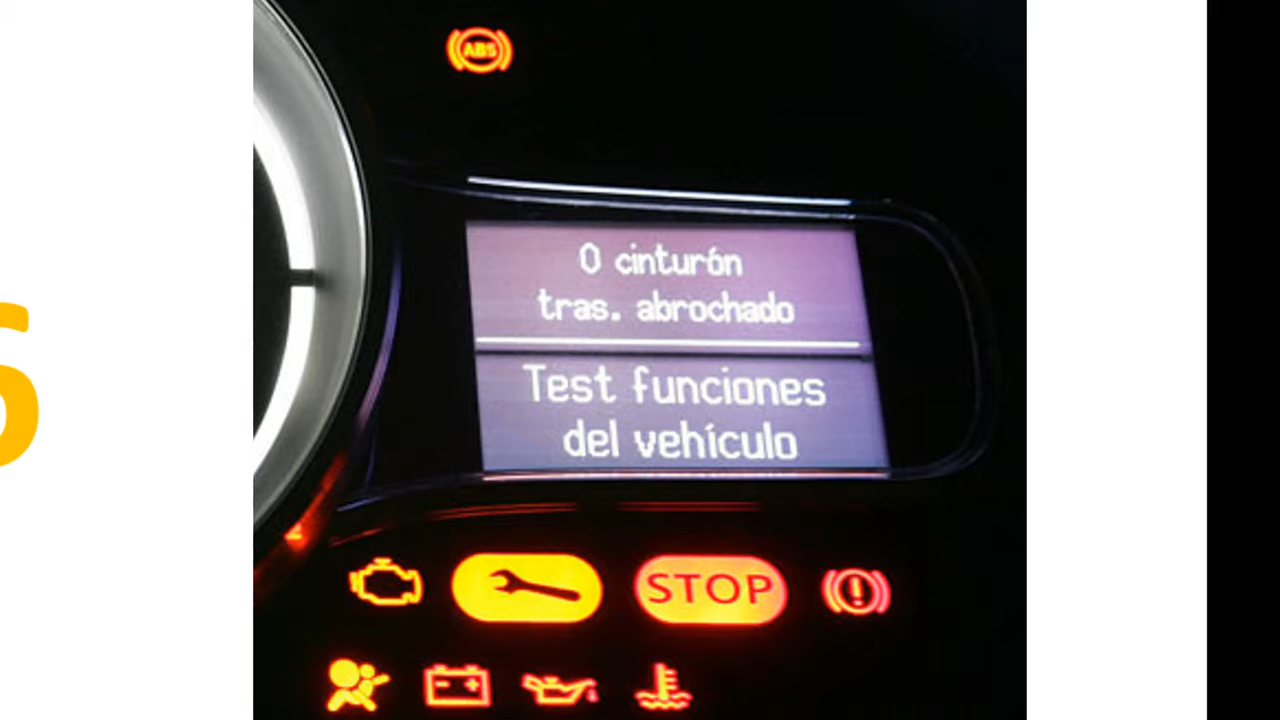 ABS
0 cinturón
tras. abrochado
Test funciones
del vehículo
STOP